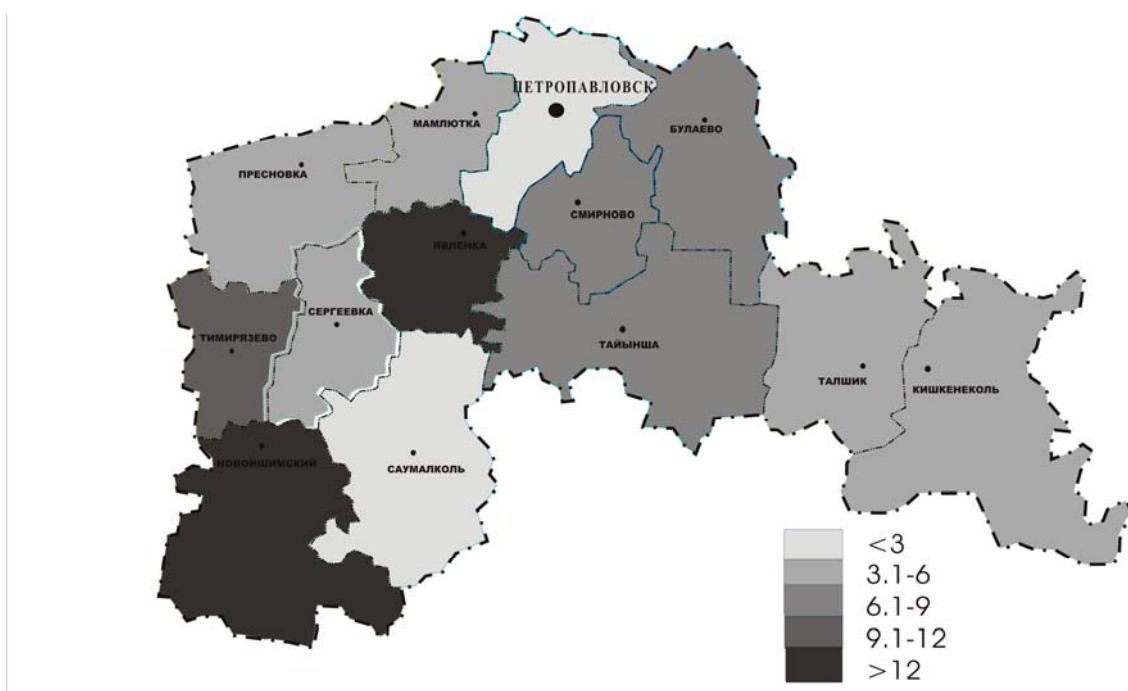 ПЕТРОПАВЛОВСК
МАМЛЮТКА
БУЛАЕВО
ПРЕСНОВКА
СМИРНОВО
ЯВЛЕНКА
СЕРГЕЕВКА
ТИМИРЯЗЕВО
ТАЙЫНША
ТАЛШИК
КИШКЕНЕКОЛЬ
НОВОИШИМСКИЙ
САУМАЛКОЛЬ
<3
3.1-6
6.1-9
9.1-12
>12